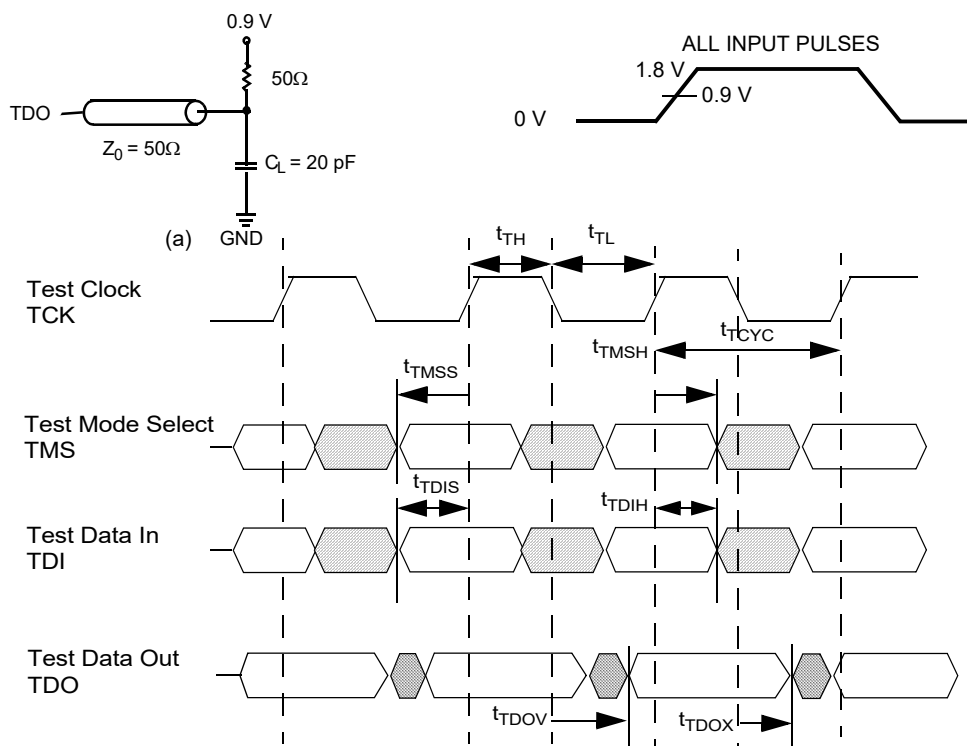 0.9 V
50Ω
TDO
Z0 = 50Ω
CL = 20 pF
(a)
GND
ALL INPUT PULSES
1.8 V
0.9 V
0 V
tTH
tTL
Test Clock
TCK
tTCYC
tTMSH
tTMSS
Test Mode Select
TMS
tTDIS
tTDIH
Test Data In
TDI
Test Data Out
TDO
tTDOV
tTDOX